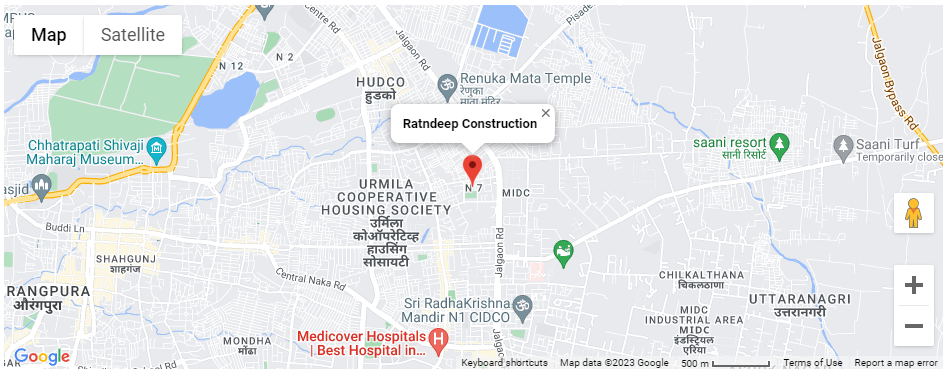 Map
Satellite
Centre Rd
Jalgaon Rd
N 2
N 12
HUDCO
हुडको
Renuka Mata Temple
रेणुका
माता मंदिर
Jalgaon Bypass Rd
Ratndeep Construction
Chhatrapati Shivaji
Maharaj Museum...
saani resort
सानी रिसोर्ट
Saani Turf
Temporarily close
N 7
MIDC
URMILA
COOPERATIVE
HOUSING SOCIETY
उर्मिला
कोऑपरेटिव्ह
हाउसिंग
सोसायटी
Buddi Ln
SHAHGUNJ
शाहगंज
Jalgaon Rd
Central Naka Rd
CHILKALTHANA
चिकलठाणा
RANGPURA
औरंगपुरा
UTTARANAGRI
उत्तरानगरी
Sri RadhaKrishna
Mandir N1 CIDCO
MIDC
INDUSTRIAL AREA
MIDC
इंडस्ट्रियल
एरिया
Medicover Hospitals
| Best Hospital in...
MONDHA
मोंढा
Jalgaon
Google
Keyboard shortcuts
Map data ©2023 Google
500 m
Terms of Use
Report a map error